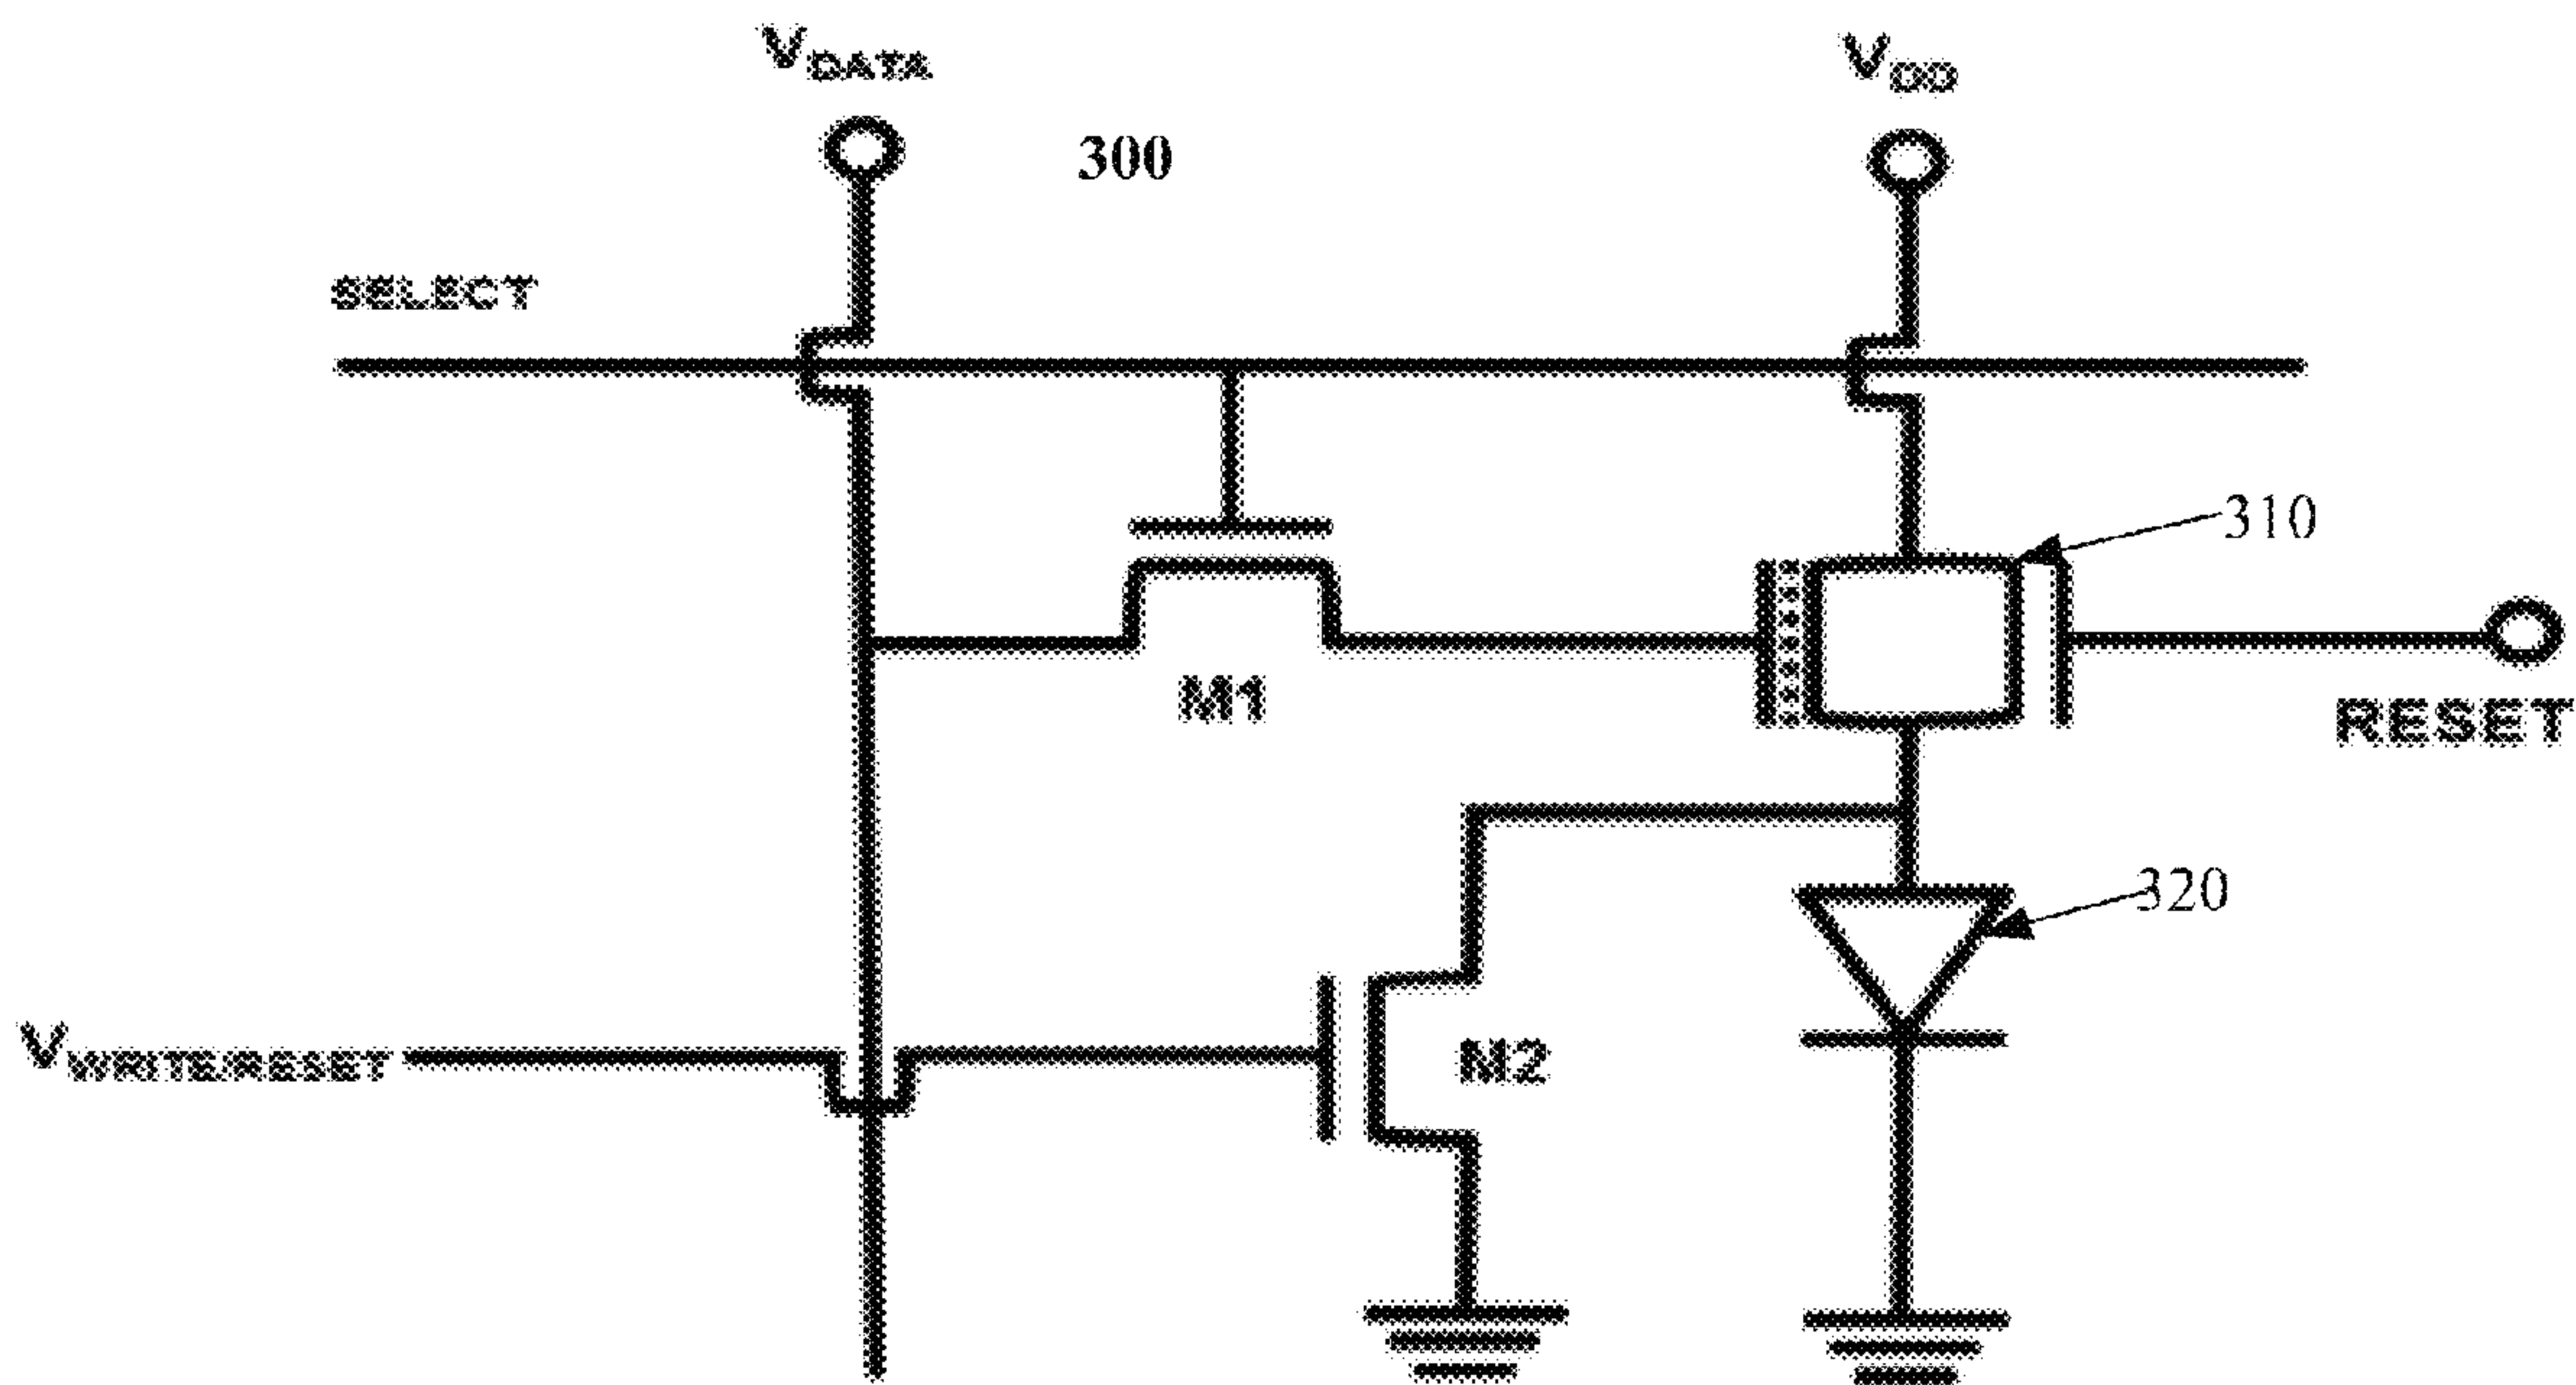 VDATA
VDD
300
SELECT
310
M1
RESET
320
VWRITE/RESET
M2